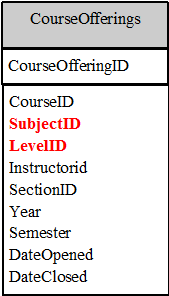 CourseOfferings
CourseOfferingID
CourseID
SubjectID
LevelID
Instructorid
SectionID
Year
Semester
DateOpened
DateClosed